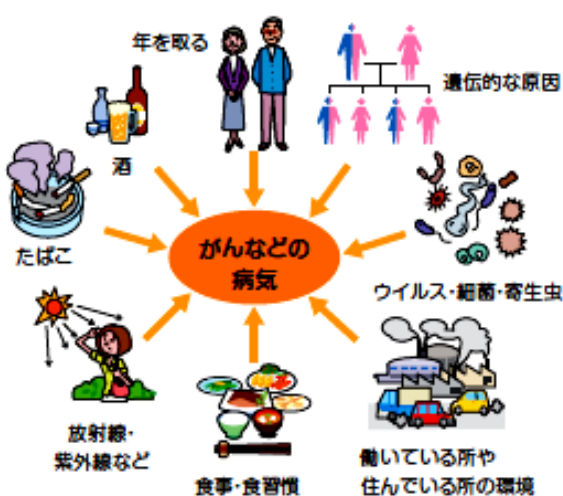 年を取る
遺伝的な原因
酒
たばこ
がんなどの
病気
ウイルス・細菌・寄生虫
放射線・
紫外線など
食事・食習慣
働いている所や
住んでいる所の環境